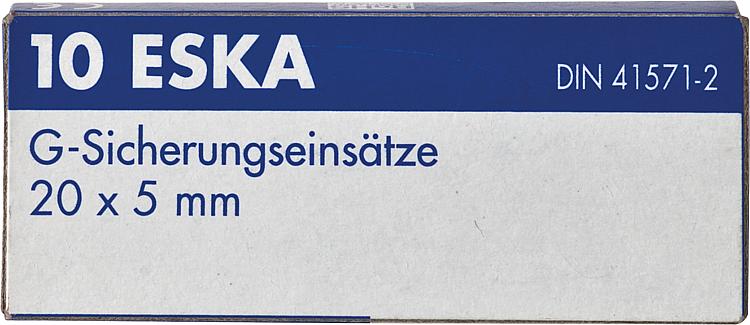 10 ESKA
DIN 41571-2
G-Sicherungseinsätze
20 x 5 mm